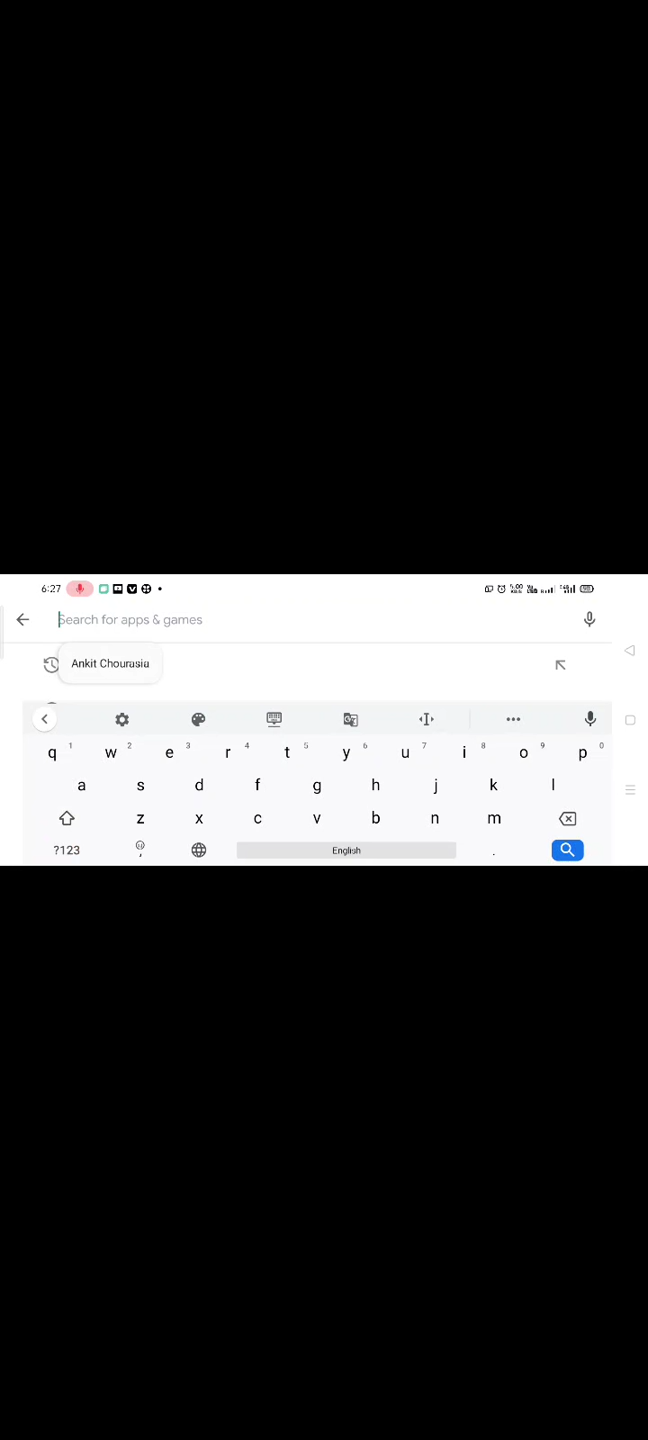 6:27
Search for apps & games
Ankit Chourasia
q 1 w 2 e 3 r 4 t 5 y 6 u 7 i 8 o 9 p 0
a s d f g h j k l
z x c v b n m
?123 , English .